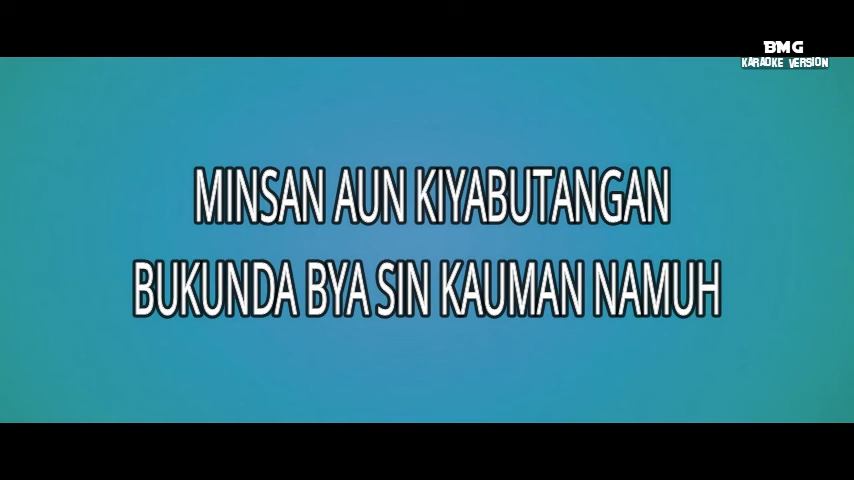 BMG
KARAOKE VERSION
MINSAN AUN KIYABUTANGAN
BUKUNDA BYA SIN KAUMAN NAMUH